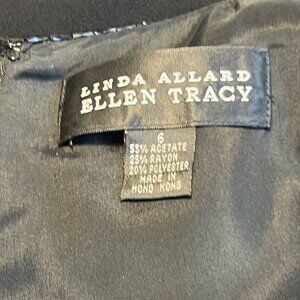 LINDA ALLARD
ELLEN TRACY
6
55% ACETATE
25% RAYON
20% POLYESTER
MADE IN
HONG KONG